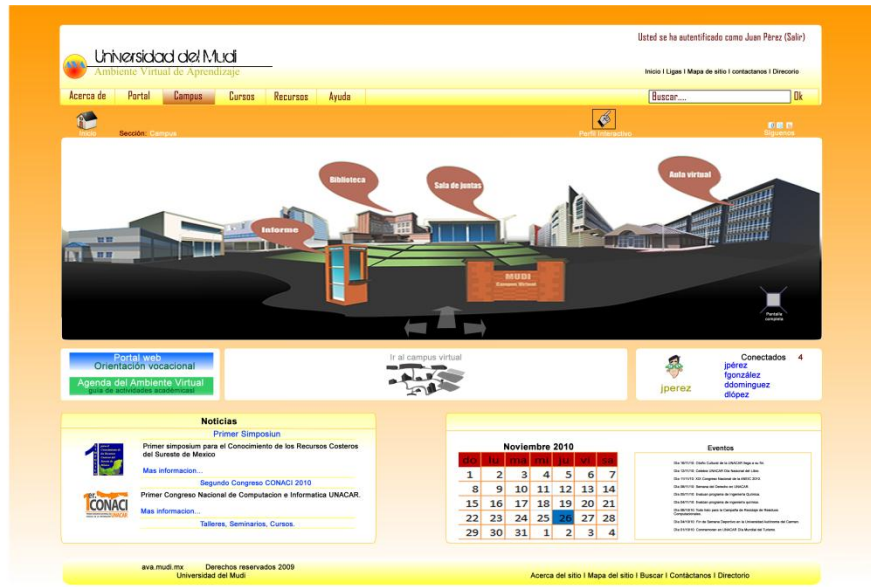 Usted se ha autentificado como Juan Pérez (Salir)
Universidad del Mudi
Ambiente Virtual de Aprendizaje
Inicio I Ligas I Mapa de sitio I contactanos I Direcorio
Acerca de Portal Campus Cursos Recursos Ayuda
Buscar.... Ok
Inicio
Sección: Campus
Perfil Interactivo
Siguenos
Biblioteca
Sala de juntas
Aula virtual
Informe
MUDI
Campus Virtual
Pantalla
completa
Portal web
Orientación vocacional
Agenda del Ambiente Virtual
guía de actividades académicas!
Ir al campus virtual
jperez
Conectados 4
jpérez
fgonzález
ddominguez
dlópez
Noticias
Primer Simposiun
Primer simposium para el Conocimiento de los Recursos Costeros
del Sureste de Mexico
Mas informacion...
Segundo Congreso CONACI 2010
1er.
CONACI
Primer Congreso Nacional de Computacion e Informatica UNACAR.
Mas informacion...
Talleres, Seminarios, Cursos.
Noviembre 2010
do lu ma mi ju vi sa
1 2 3 4 5 6 7
8 9 10 11 12 13 14
15 16 17 18 19 20 21
22 23 24 25 26 27 28
29 30 31 1 2 3 4
Eventos
ava.mudi.mx Derechos reservados 2009
Universidad del Mudi
Acerca del sitio I Mapa del sitio I Buscar I Contáctanos I Directorio